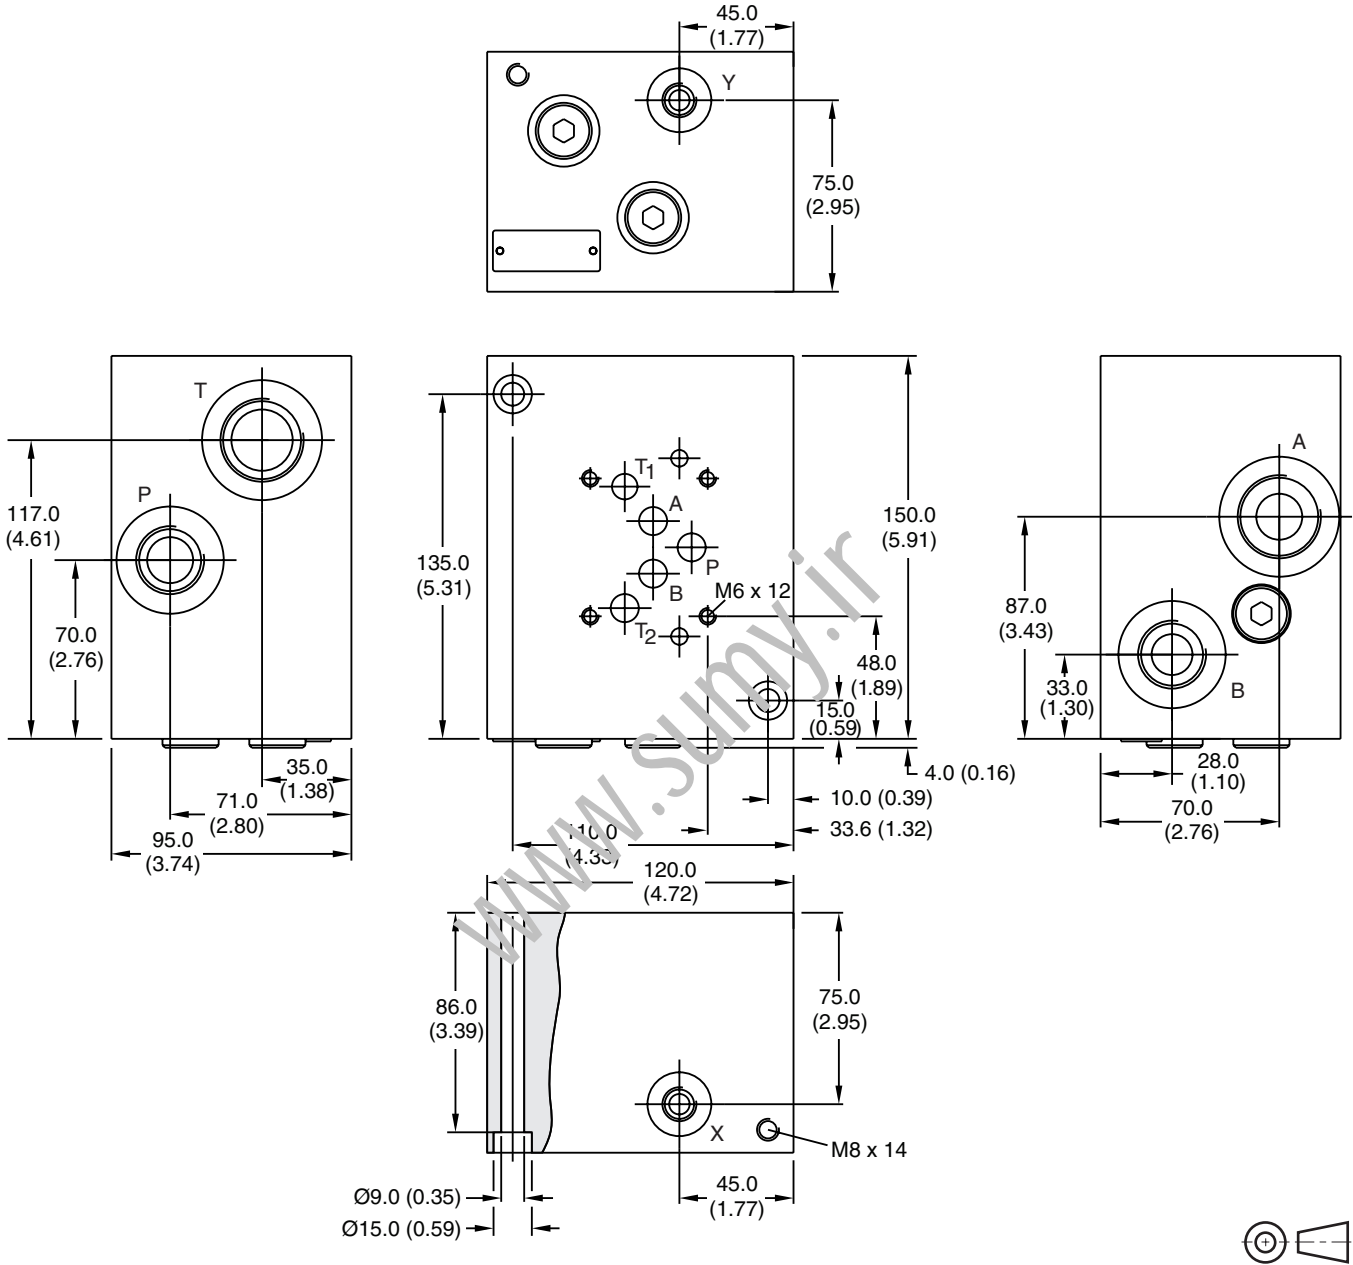 45.0
(1.77)
Y
75.0
(2.95)
T
P
117.0
(4.61)
70.0
(2.76)
35.0
(1.38)
71.0
(2.80)
95.0
(3.74)
135.0
(5.31)
T1
A
P
B
T2
M6 x 12
150.0
(5.91)
48.0
(1.89)
15.0
(0.59)
4.0 (0.16)
10.0 (0.39)
33.6 (1.32)
110.0
(4.33)
120.0
(4.72)
A
B
87.0
(3.43)
33.0
(1.30)
28.0
(1.10)
70.0
(2.76)
86.0
(3.39)
75.0
(2.95)
X
M8 x 14
45.0
(1.77)
Ø9.0 (0.35)
Ø15.0 (0.59)
www.sumy.ir